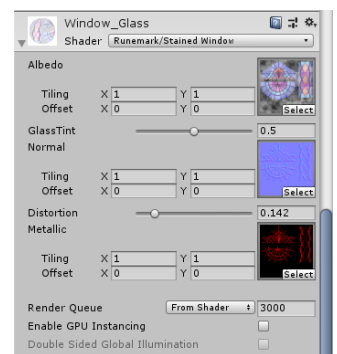 Window_Glass
Shader Runemark/Stained Window
Albedo
Tiling X 1 Y 1
Offset X 0 Y 0
Select
GlassTint 0.5
Normal
Tiling X 1 Y 1
Offset X 0 Y 0
Select
Distortion 0.142
Metallic
Tiling X 1 Y 1
Offset X 0 Y 0
Select
Render Queue From Shader 3000
Enable GPU Instancing
Double Sided Global Illumination